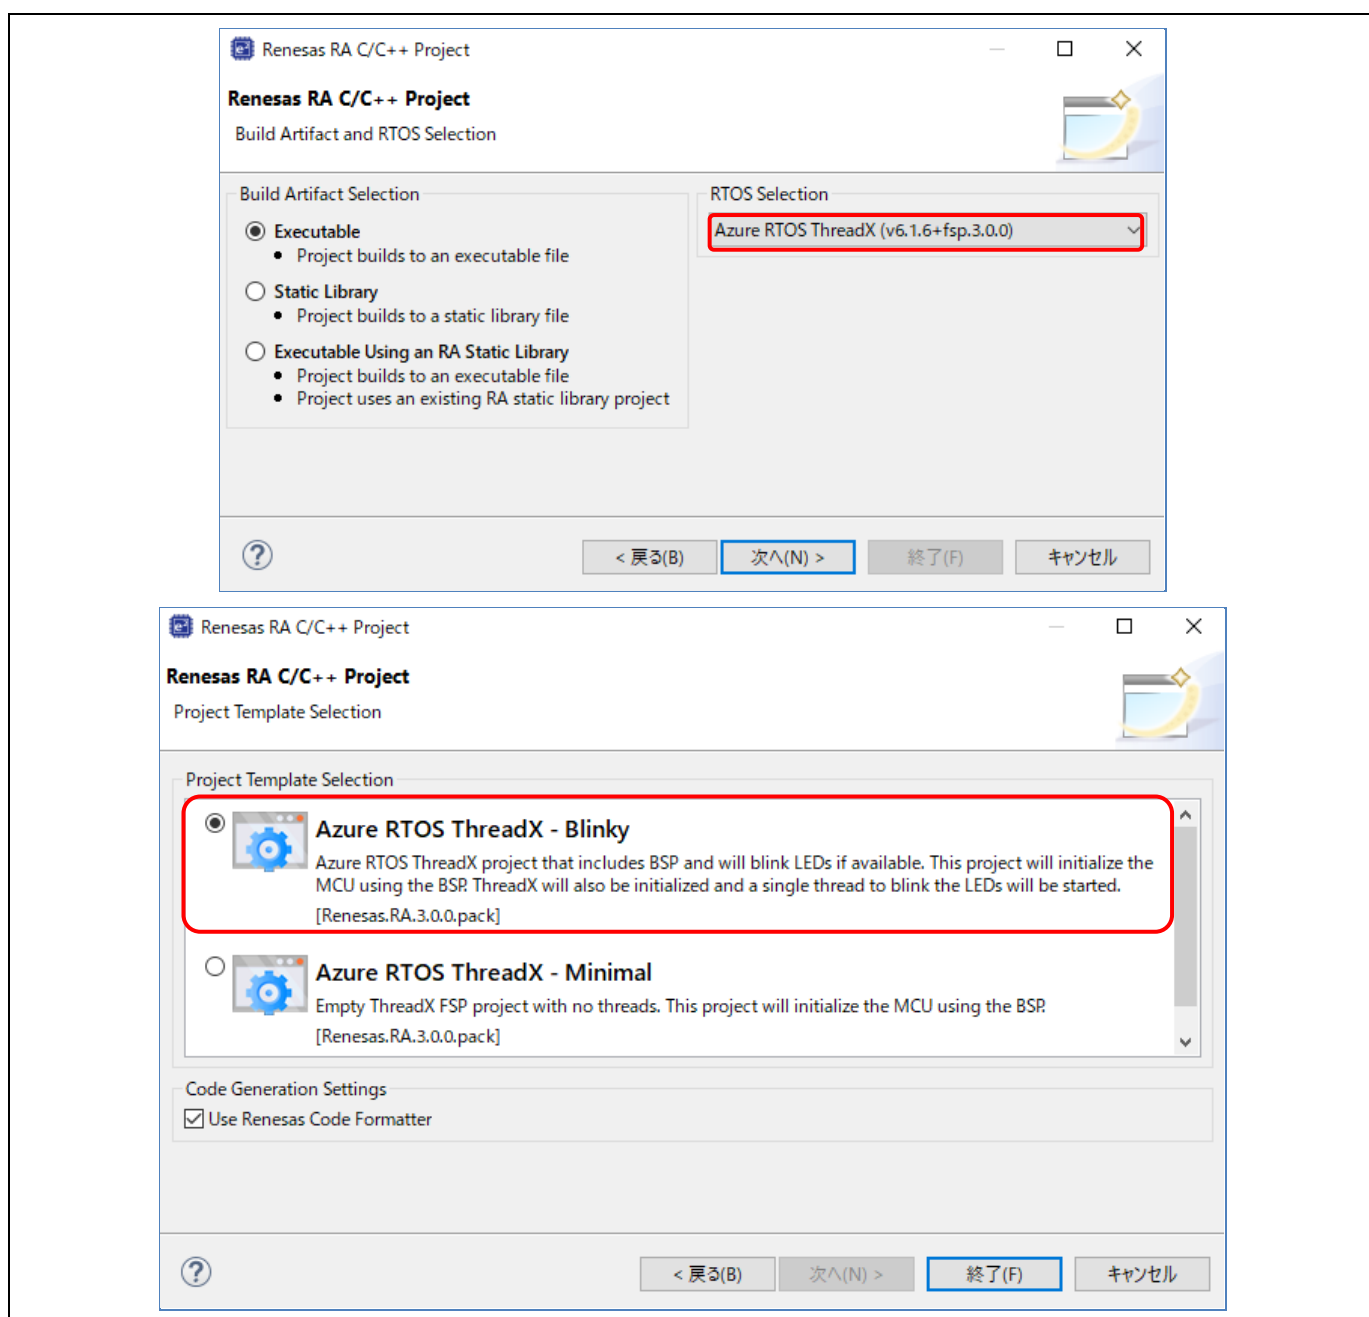 Renesas RA C/C++ Project
Renesas RA C/C++ Project
Build Artifact and RTOS Selection
Build Artifact Selection
Executable
• Project builds to an executable file
Static Library
• Project builds to a static library file
Executable Using an RA Static Library
• Project builds to an executable file
• Project uses an existing RA static library project
RTOS Selection
Azure RTOS ThreadX (v6.1.6+fsp.3.0.0)
< 戻る(B) 次へ(N) > 終了(F) キャンセル
Renesas RA C/C++ Project
Renesas RA C/C++ Project
Project Template Selection
Project Template Selection
Azure RTOS ThreadX - Blinky
Azure RTOS ThreadX project that includes BSP and will blink LEDs if available. This project will initialize the
MCU using the BSP. ThreadX will also be initialized and a single thread to blink the LEDs will be started.
[Renesas.RA.3.0.0.pack]
Azure RTOS ThreadX - Minimal
Empty ThreadX FSP project with no threads. This project will initialize the MCU using the BSP.
[Renesas.RA.3.0.0.pack]
Code Generation Settings
Use Renesas Code Formatter
< 戻る(B) 次へ(N) > 終了(F) キャンセル